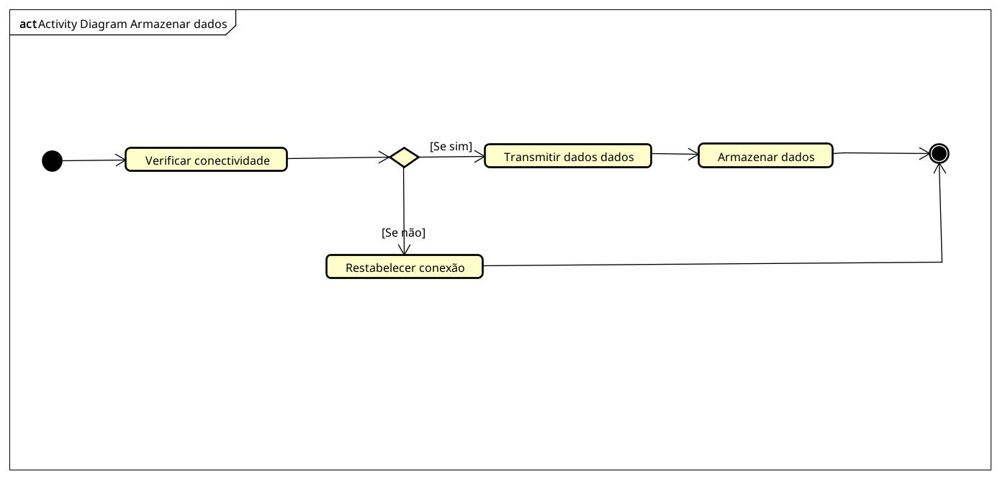 act Activity Diagram Armazenar dados
[Se sim]
Verificar conectividade
Transmitir dados dados
Armazenar dados
[Se não]
Restabelecer conexão